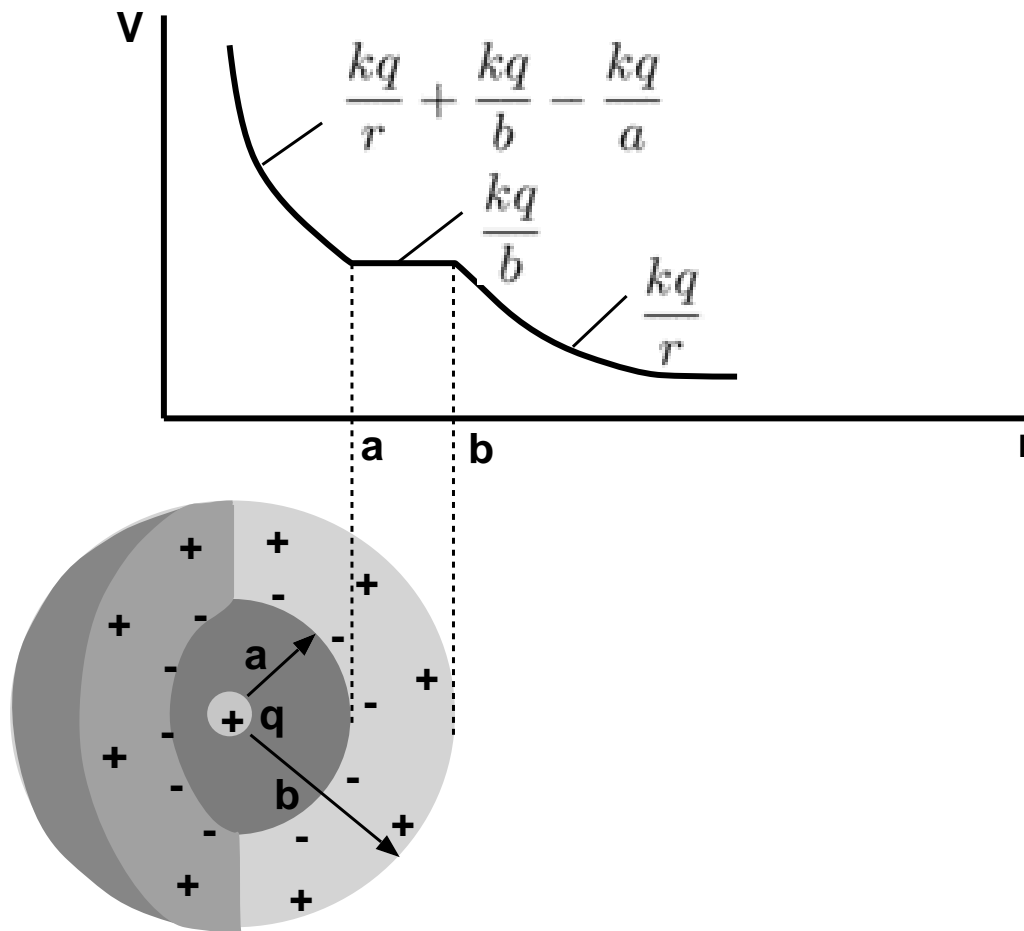 V
kq/r + kq/b − kq/a
kq/b
kq/r
a b
+ +
+
-
+ -
-
a
- +
-
+ q
-
+
-
b -
+
- -
+ +